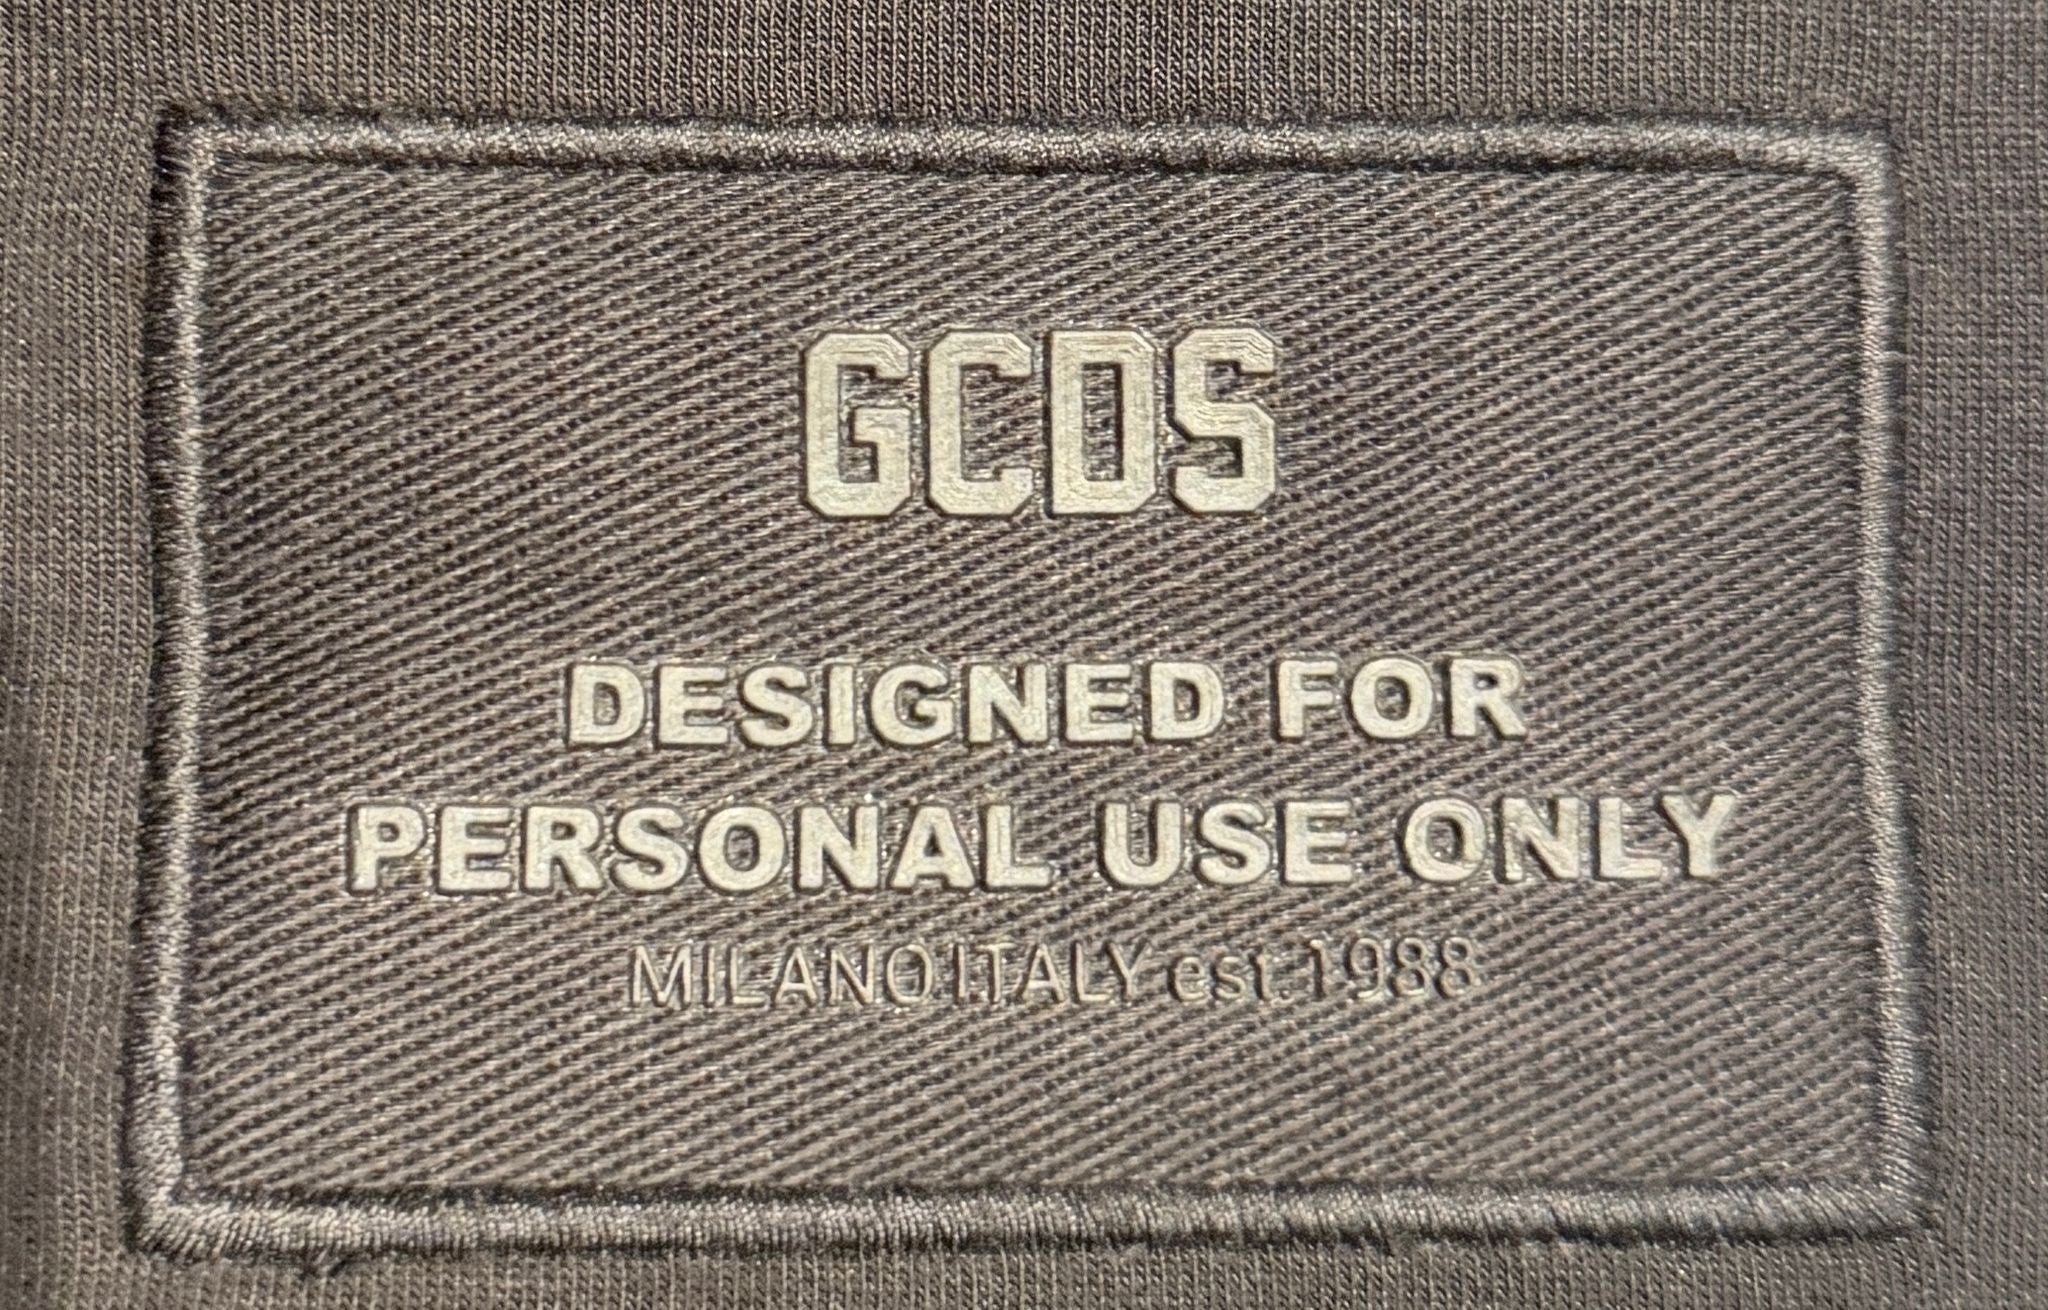 GCDS
DESIGNED FOR
PERSONAL USE ONLY
MILANO ITALY est. 1988